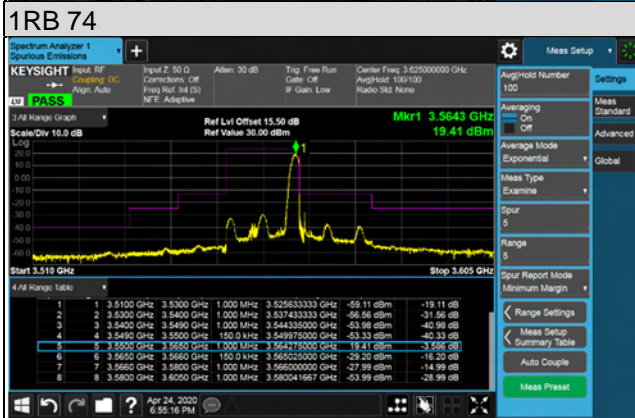 1RB 74
Spectrum Analyzer 1
Spurious Emissions
Meas Setup
KEYSIGHT Input: RF Input Z: 50 Ω Atten: 30 dB Trig: Free Run Center Freq: 3.625000000 GHz
Coupling: DC Corrections: Off Gate: Off Avg|Hold: 100/100
Align: Auto Freq Ref: Int (S) IF Gain: Low Radio Std: None
LXI PASS NFE: Adaptive
3 All Range Graph
Ref Lvl Offset 15.50 dB Mkr1 3.5643 GHz
Scale/Div 10.0 dB Ref Value 30.00 dBm 19.41 dBm
Log
1
20.0
10.0
0.00
-10.0
-20.0
-30.0
-40.0
-50.0
-60.0
Start 3.510 GHz Stop 3.605 GHz
4 All Range Table
1 1 3.5100 GHz 3.5300 GHz 1.000 MHz 3.525633333 GHz -59.11 dBm -19.11 dB
2 2 3.5300 GHz 3.5400 GHz 1.000 MHz 3.537433333 GHz -56.56 dBm -31.56 dB
3 3 3.5400 GHz 3.5490 GHz 1.000 MHz 3.544335000 GHz -53.98 dBm -40.98 dB
4 4 3.5490 GHz 3.5500 GHz 150.0 kHz 3.549975000 GHz -53.33 dBm -40.33 dB
5 5 3.5500 GHz 3.5650 GHz 1.000 MHz 3.564275000 GHz 19.41 dBm -3.586 dB
6 6 3.5650 GHz 3.5660 GHz 150.0 kHz 3.565025000 GHz -29.20 dBm -16.20 dB
7 7 3.5660 GHz 3.5800 GHz 1.000 MHz 3.566000000 GHz -27.99 dBm -14.99 dB
8 8 3.5800 GHz 3.6050 GHz 1.000 MHz 3.580041667 GHz -53.99 dBm -28.99 dB
Avg|Hold Number
100
Averaging
On
Off
Average Mode
Exponential
Meas Type
Examine
Spur
5
Range
5
Spur Report Mode
Minimum Margin
Range Settings
Meas Setup
Summary Table
Auto Couple
Meas Preset
Settings
Meas
Standard
Advanced
Global
Apr 24, 2020
6:55:16 PM